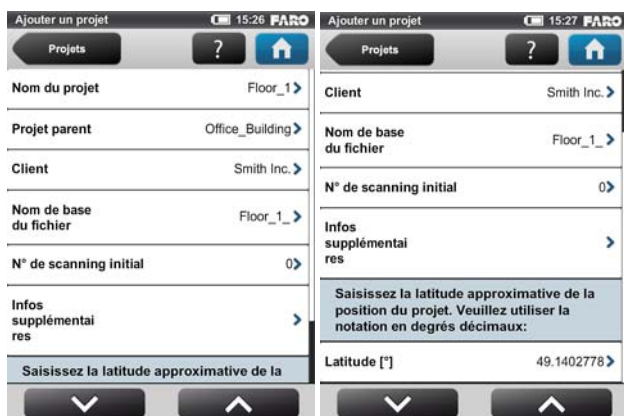 Ajouter un projet 15:26 FARO
Projets ?
Nom du projet Floor_1
Projet parent Office_Building
Client Smith Inc.
Nom de base
du fichier Floor_1_
N° de scanning initial 0
Infos
supplémentai
res
Saisissez la latitude approximative de la
Ajouter un projet 15:27 FARO
Projets ?
Client Smith Inc.
Nom de base
du fichier Floor_1_
N° de scanning initial 0
Infos
supplémentai
res
Saisissez la latitude approximative de la
position du projet. Veuillez utiliser la
notation en degrés décimaux:
Latitude [°] 49.1402778